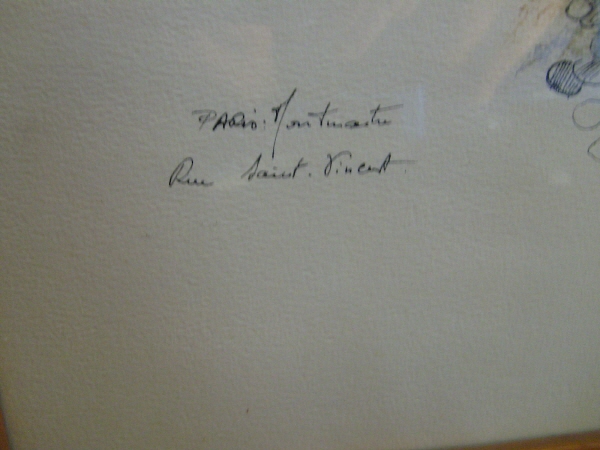 PARIS. Montmartre
Rue Saint. Vincent.